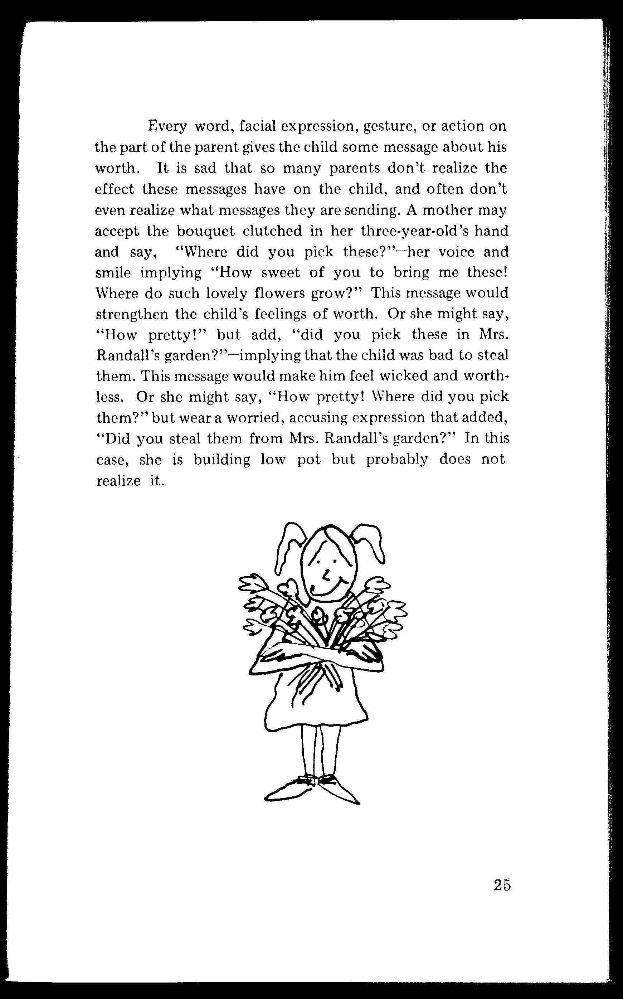 Every word, facial expression, gesture, or action on
the part of the parent gives the child some message about his
worth. It is sad that so many parents don't realize the
effect these messages have on the child, and often don't
even realize what messages they are sending. A mother may
accept the bouquet clutched in her three-year-old's hand
and say, “Where did you pick these?”—her voice and
smile implying “How sweet of you to bring me these!
Where do such lovely flowers grow?” This message would
strengthen the child's feelings of worth. Or she might say,
“How pretty!” but add, “did you pick these in Mrs.
Randall's garden?”—implying that the child was bad to steal
them. This message would make him feel wicked and worth-
less. Or she might say, “How pretty! Where did you pick
them?” but wear a worried, accusing expression that added,
“Did you steal them from Mrs. Randall's garden?” In this
case, she is building low pot but probably does not
realize it.
25